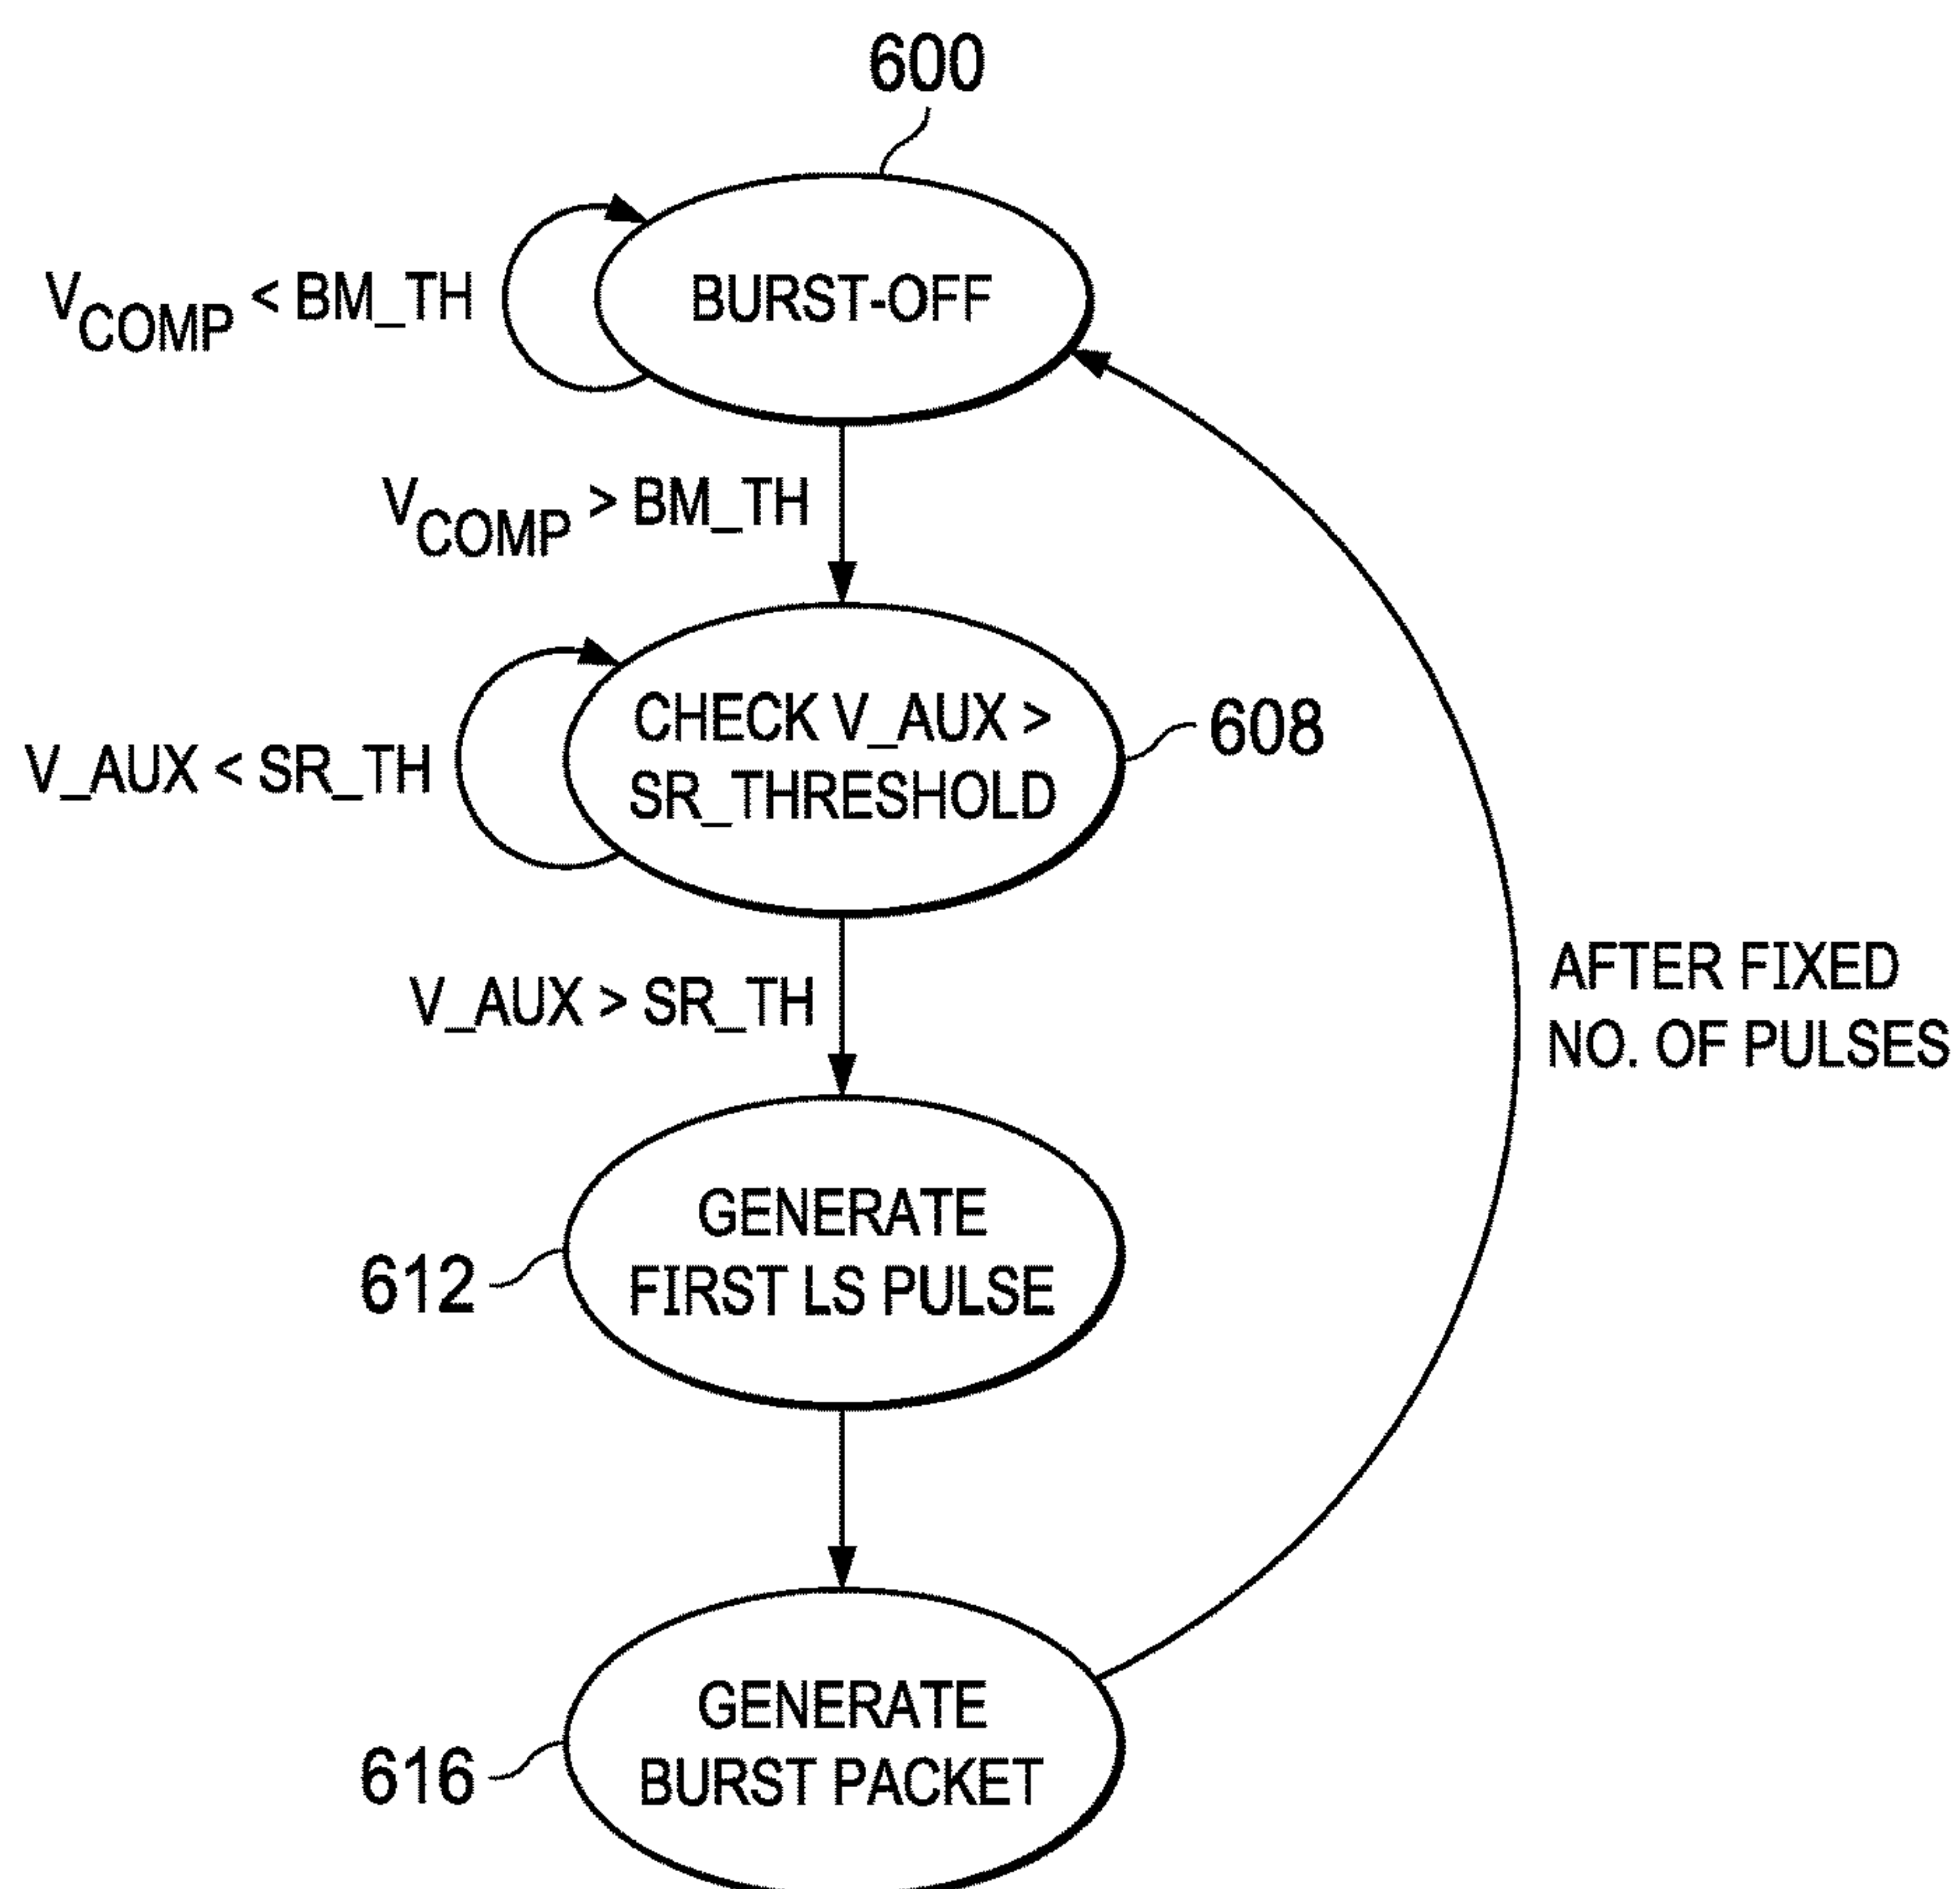 600
BURST-OFF
V_COMP < BM_TH
V_COMP > BM_TH
CHECK V_AUX >
SR_THRESHOLD
608
V_AUX < SR_TH
V_AUX > SR_TH
AFTER FIXED
NO. OF PULSES
GENERATE
FIRST LS PULSE
612
GENERATE
BURST PACKET
616